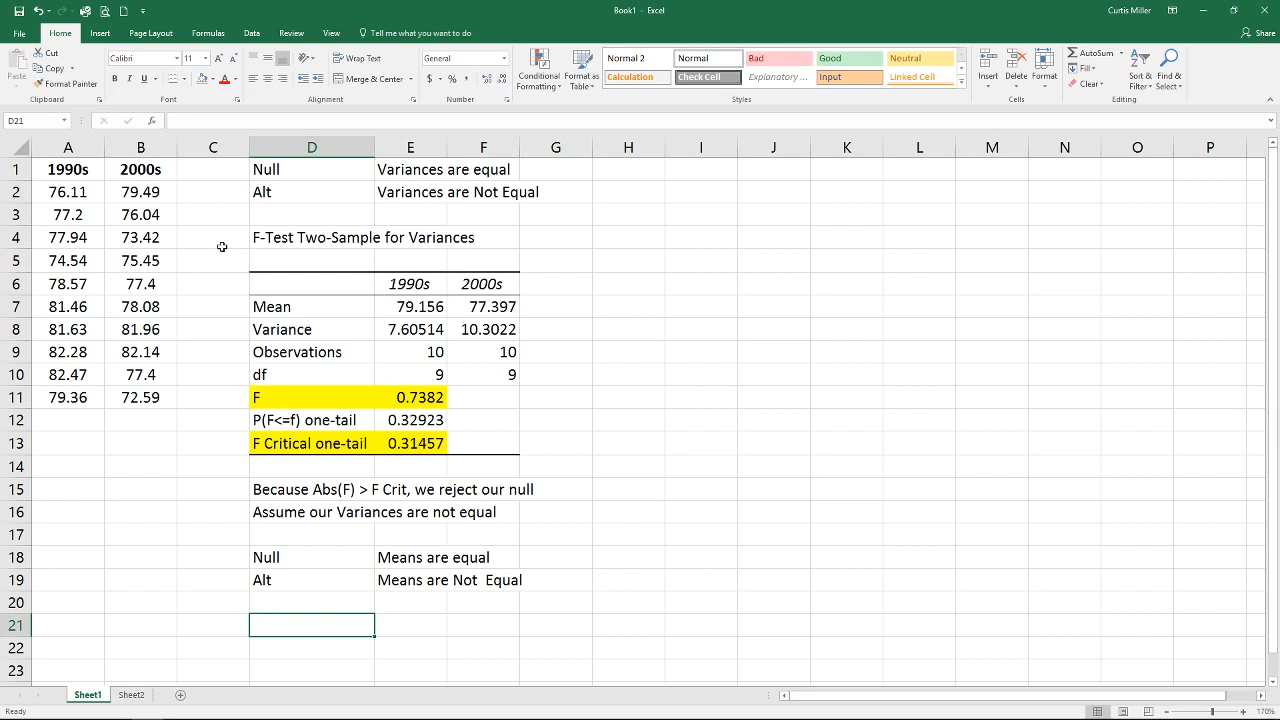 Book1 - Excel
Curtis Miller
File Home Insert Page Layout Formulas Data Review View Tell me what you want to do Share
Cut
Copy
Format Painter
Paste
Clipboard
Calibri 11
B I U
Font
Wrap Text
Merge & Center
Alignment
General
$ % ,
Number
Conditional Formatting
Format as Table
Normal 2 Normal Bad Good Neutral
Calculation Check Cell Explanatory ... Input Linked Cell
Styles
Insert Delete Format
Cells
AutoSum
Fill
Clear
Sort & Filter
Find & Select
Editing
D21 fx
A B C D E F G H I J K L M N O P
1 1990s 2000s Null Variances are equal
2 76.11 79.49 Alt Variances are Not Equal
3 77.2 76.04
4 77.94 73.42 F-Test Two-Sample for Variances
5 74.54 75.45
6 78.57 77.4 1990s 2000s
7 81.46 78.08 Mean 79.156 77.397
8 81.63 81.96 Variance 7.60514 10.3022
9 82.28 82.14 Observations 10 10
10 82.47 77.4 df 9 9
11 79.36 72.59 F 0.7382
12 P(F<=f) one-tail 0.32923
13 F Critical one-tail 0.31457
14
15 Because Abs(F) > F Crit, we reject our null
16 Assume our Variances are not equal
17
18 Null Means are equal
19 Alt Means are Not  Equal
20
21
22
23
Sheet1 Sheet2
Ready
170%